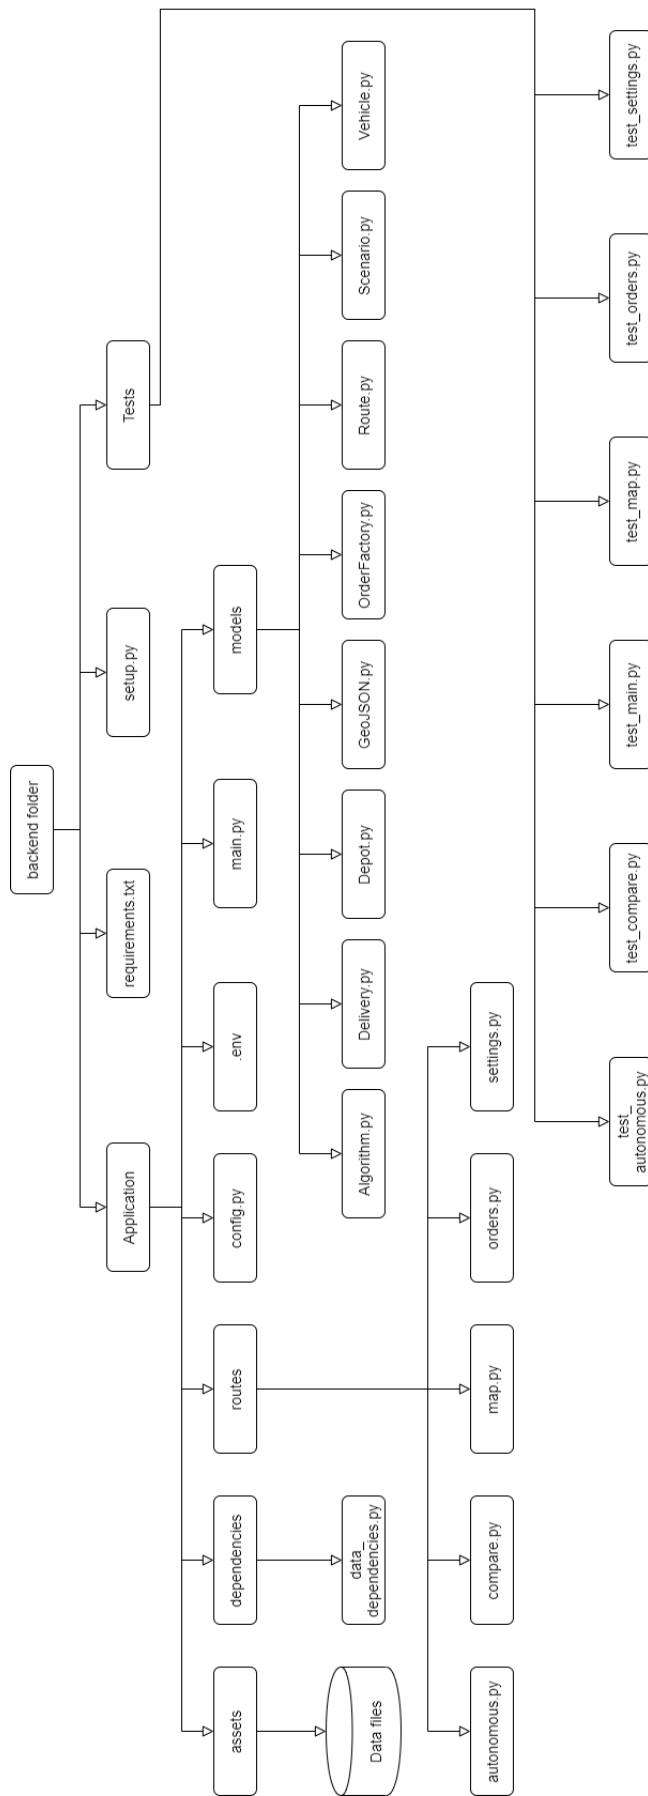 backend folder
Application
requirements.txt
setup.py
Tests
assets
dependencies
routes
config.py
.env
main.py
models
Data files
data_
dependencies.py
Algorithm.py
Delivery.py
Depot.py
GeoJSON.py
OrderFactory.py
Route.py
Scenario.py
Vehicle.py
autonomous.py
compare.py
map.py
orders.py
settings.py
test_
autonomous.py
test_compare.py
test_main.py
test_map.py
test_orders.py
test_settings.py